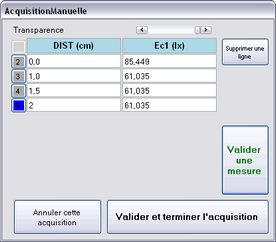 AcquisitionManuelle
Transparence
DIST (cm) Ec1 (lx)
2 0,0 85,449
3 1,0 61,035
4 1,5 61,035
2 61,035
Supprimer une
ligne
Valider
une
mesure
Annuler cette
acquisition
Valider et terminer l'acquisition